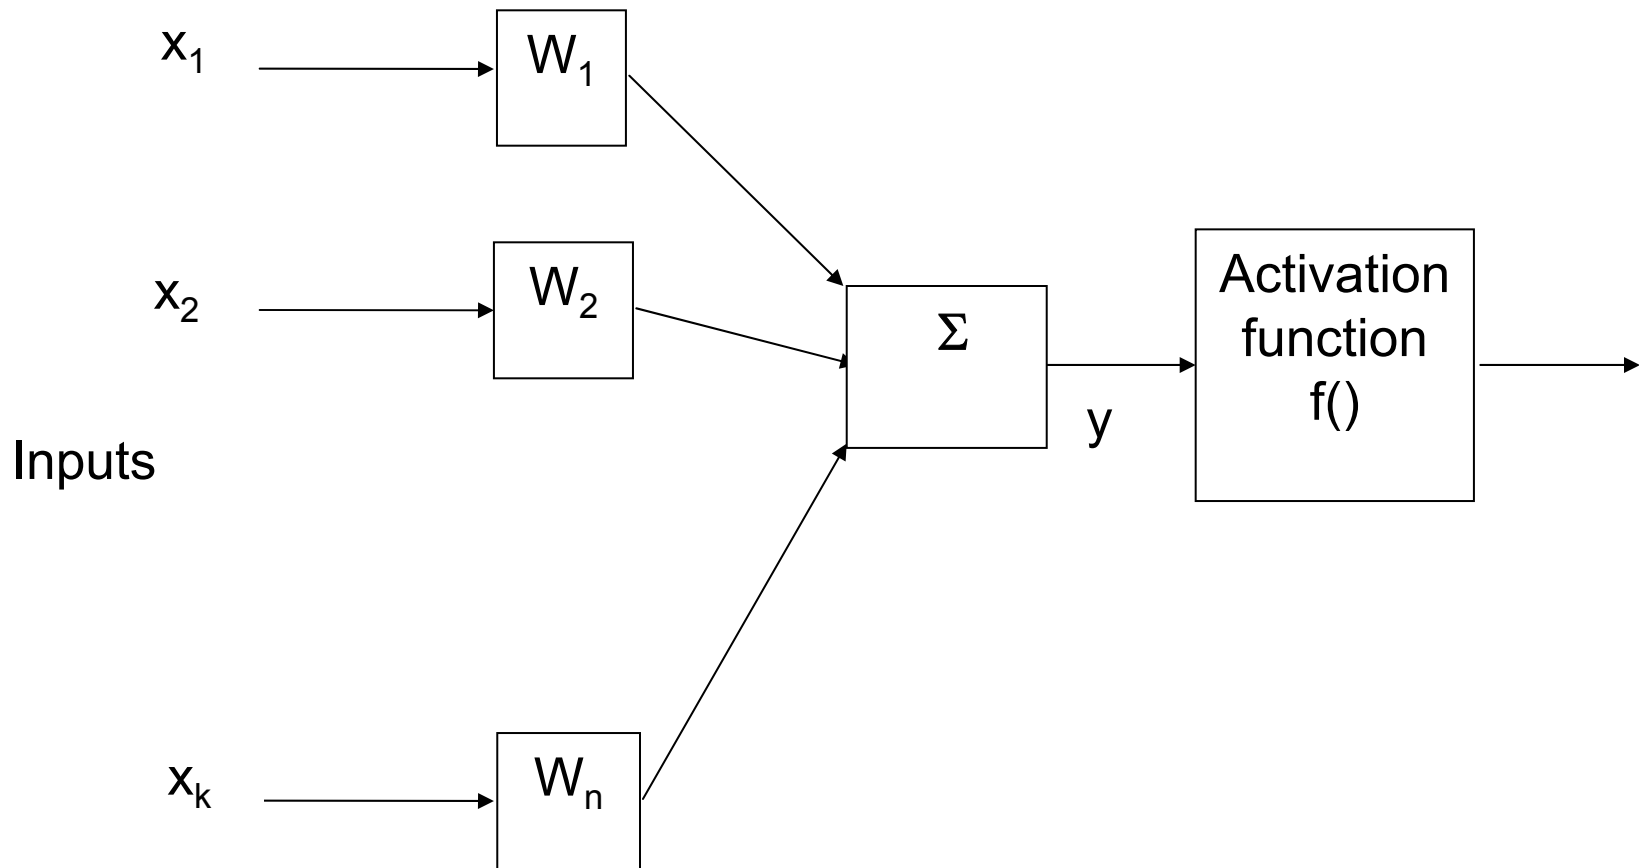 x₁
W₁
x₂
W₂
Σ
Activation
function
f()
y
Inputs
xₖ
Wₙ